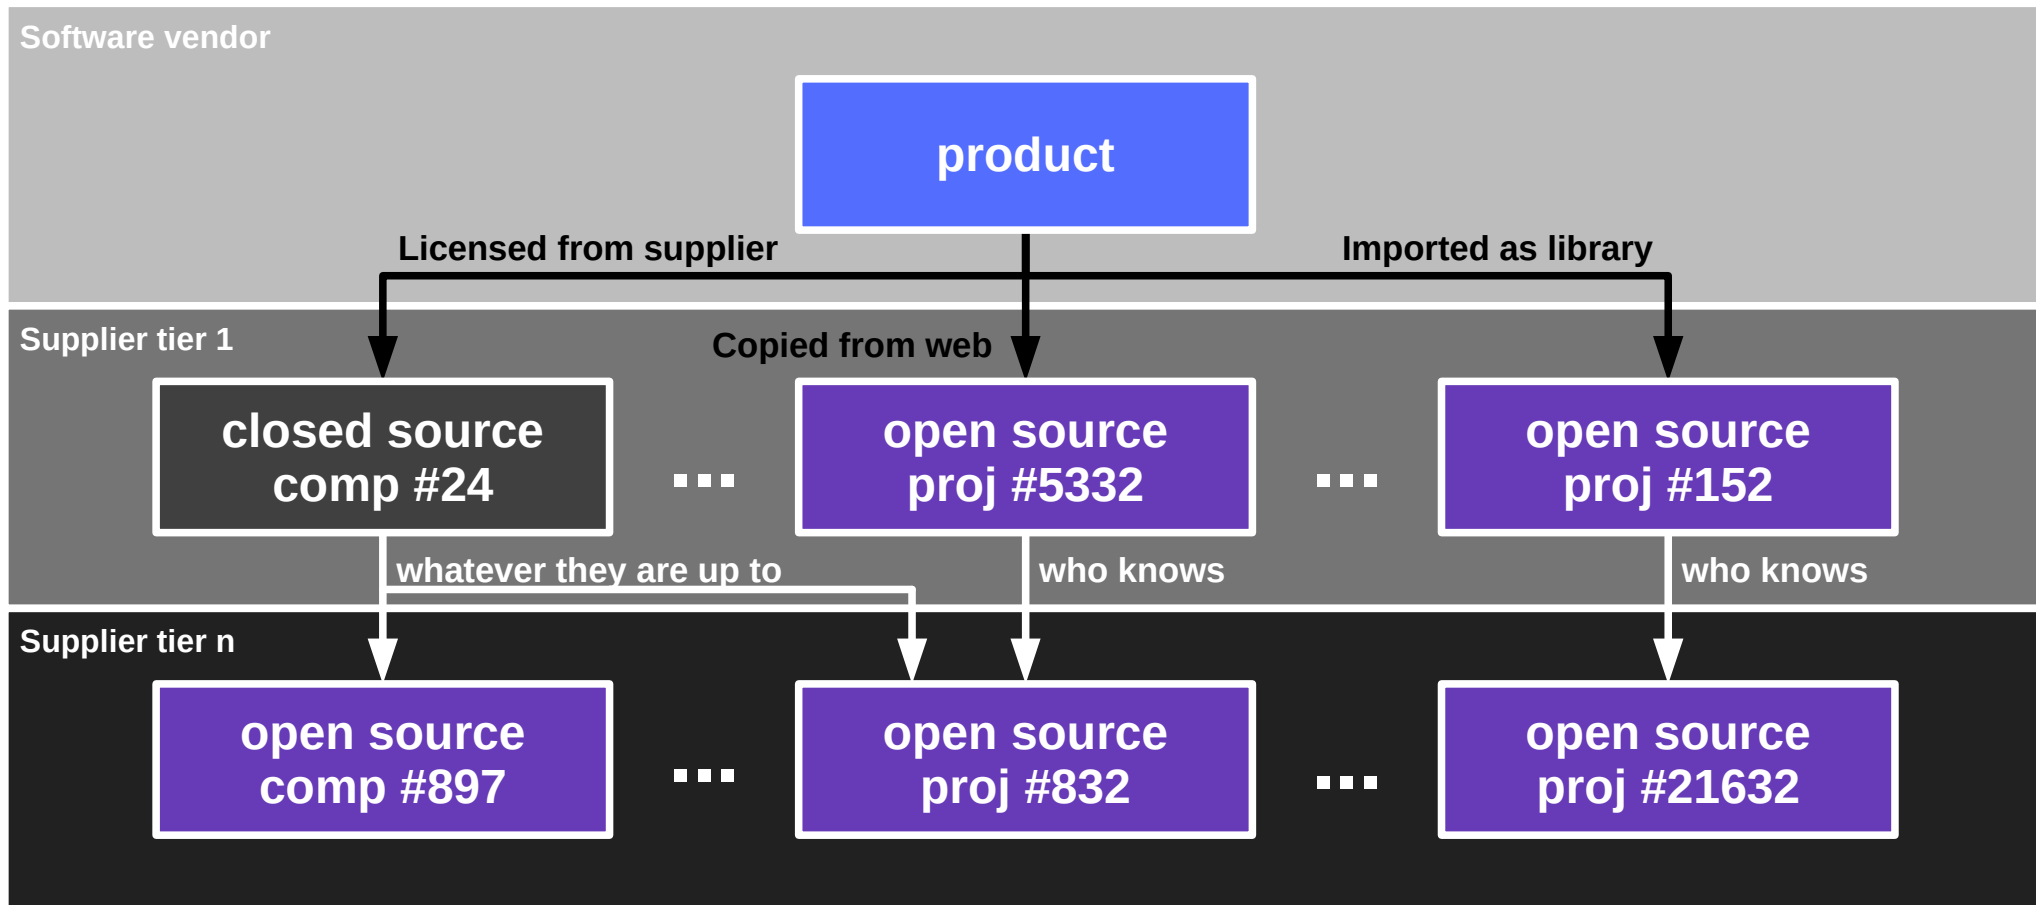 Software vendor
product
Licensed from supplier
Imported as library
Supplier tier 1
Copied from web
closed source
comp #24
...
open source
proj #5332
...
open source
proj #152
whatever they are up to
who knows
who knows
Supplier tier n
open source
comp #897
...
open source
proj #832
...
open source
proj #21632